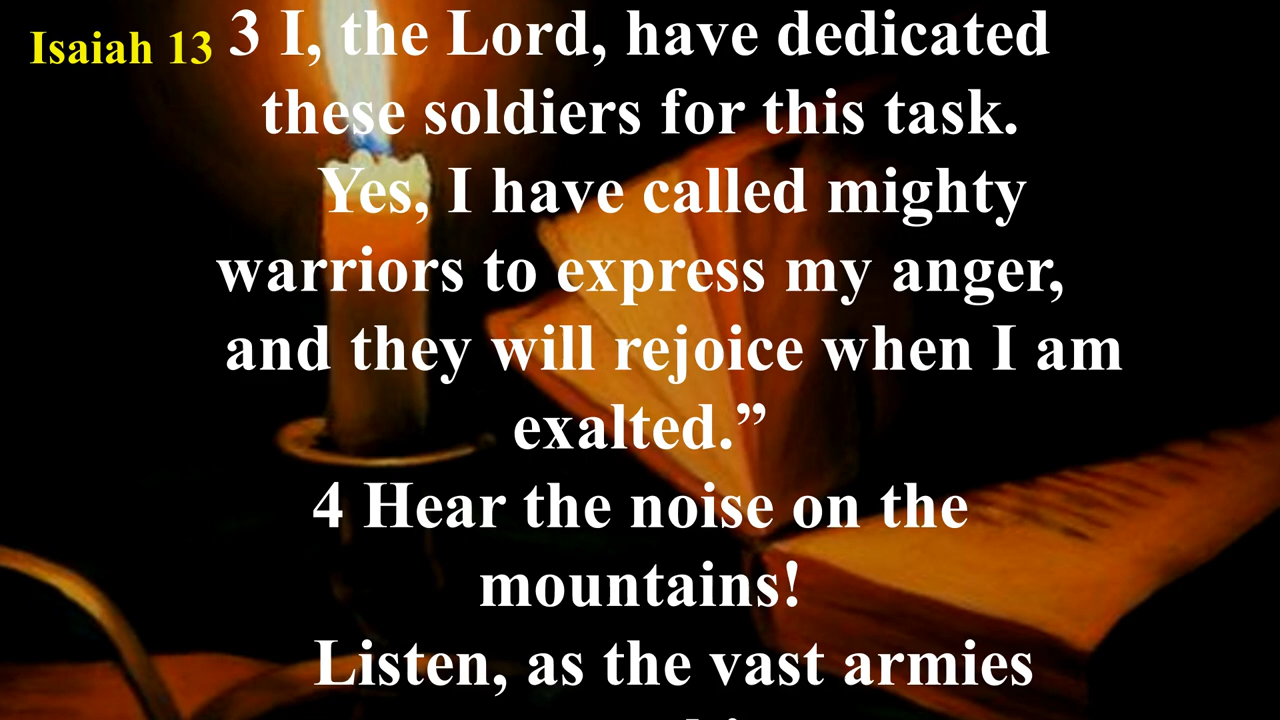 Isaiah 13
3 I, the Lord, have dedicated
these soldiers for this task.
Yes, I have called mighty
warriors to express my anger,
and they will rejoice when I am
exalted.”
4 Hear the noise on the
mountains!
Listen, as the vast armies